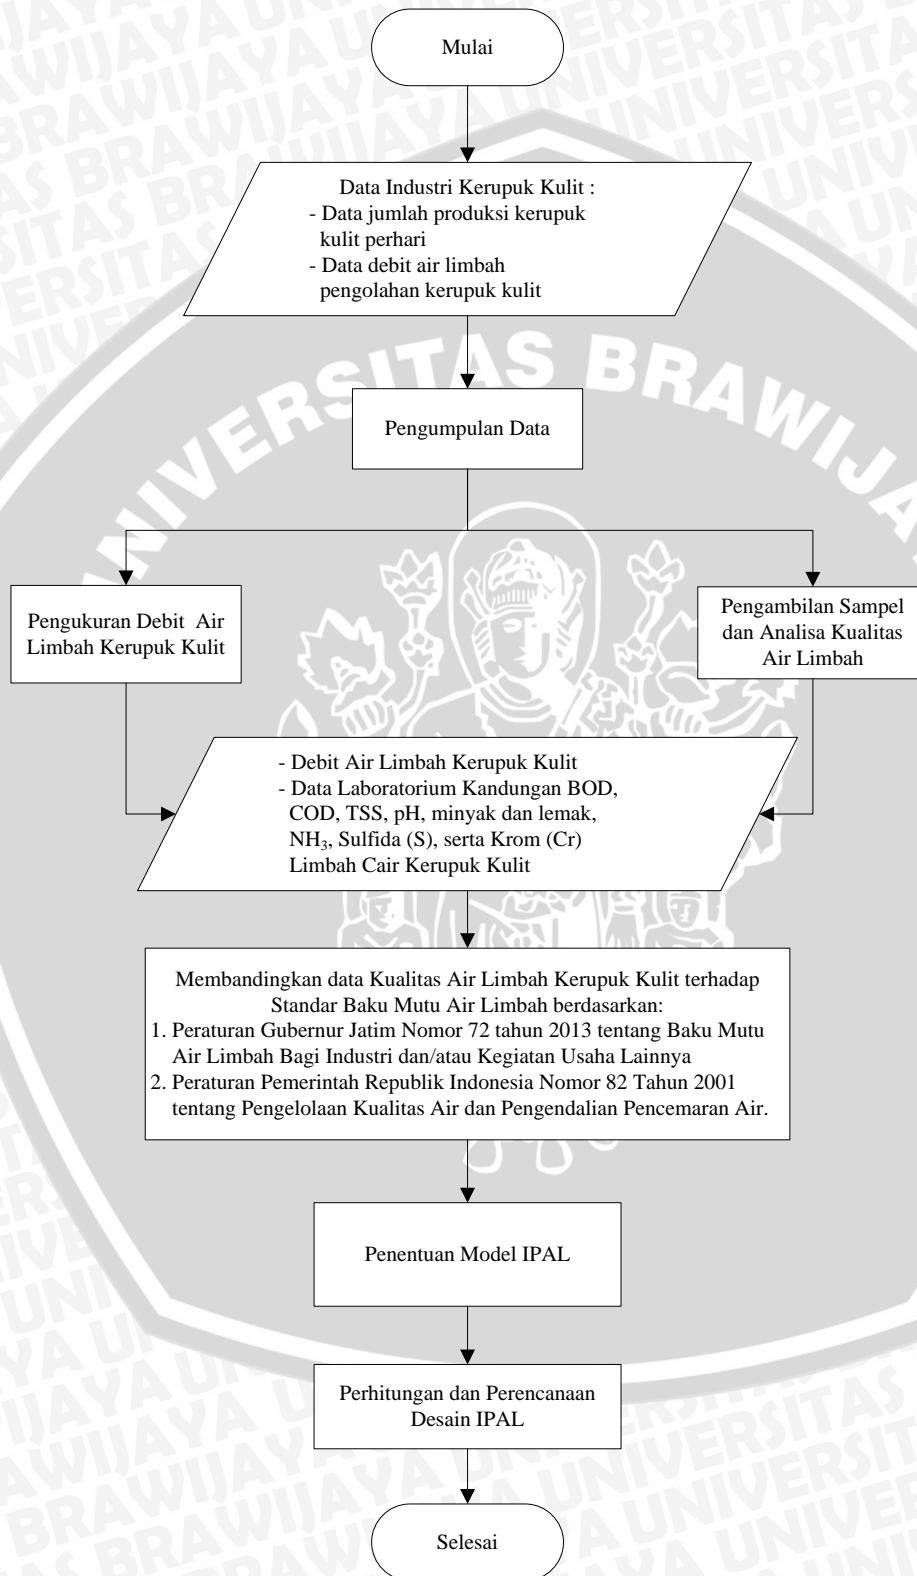 Mulai
Data Industri Kerupuk Kulit :
- Data jumlah produksi kerupuk
kulit perhari
- Data debit air limbah
pengolahan kerupuk kulit
UNIVERSITAS BRAWIJAYA
Pengumpulan Data
Pengukuran Debit Air
Limbah Kerupuk Kulit
Pengambilan Sampel
dan Analisa Kualitas
Air Limbah
- Debit Air Limbah Kerupuk Kulit
- Data Laboratorium Kandungan BOD,
COD, TSS, pH, minyak dan lemak,
NH₃, Sulfida (S), serta Krom (Cr)
Limbah Cair Kerupuk Kulit
Membandingkan data Kualitas Air Limbah Kerupuk Kulit terhadap
Standar Baku Mutu Air Limbah berdasarkan:
1. Peraturan Gubernur Jatim Nomor 72 tahun 2013 tentang Baku Mutu
Air Limbah Bagi Industri dan/atau Kegiatan Usaha Lainnya
2. Peraturan Pemerintah Republik Indonesia Nomor 82 Tahun 2001
tentang Pengelolaan Kualitas Air dan Pengendalian Pencemaran Air.
Penentuan Model IPAL
Perhitungan dan Perencanaan
Desain IPAL
Selesai